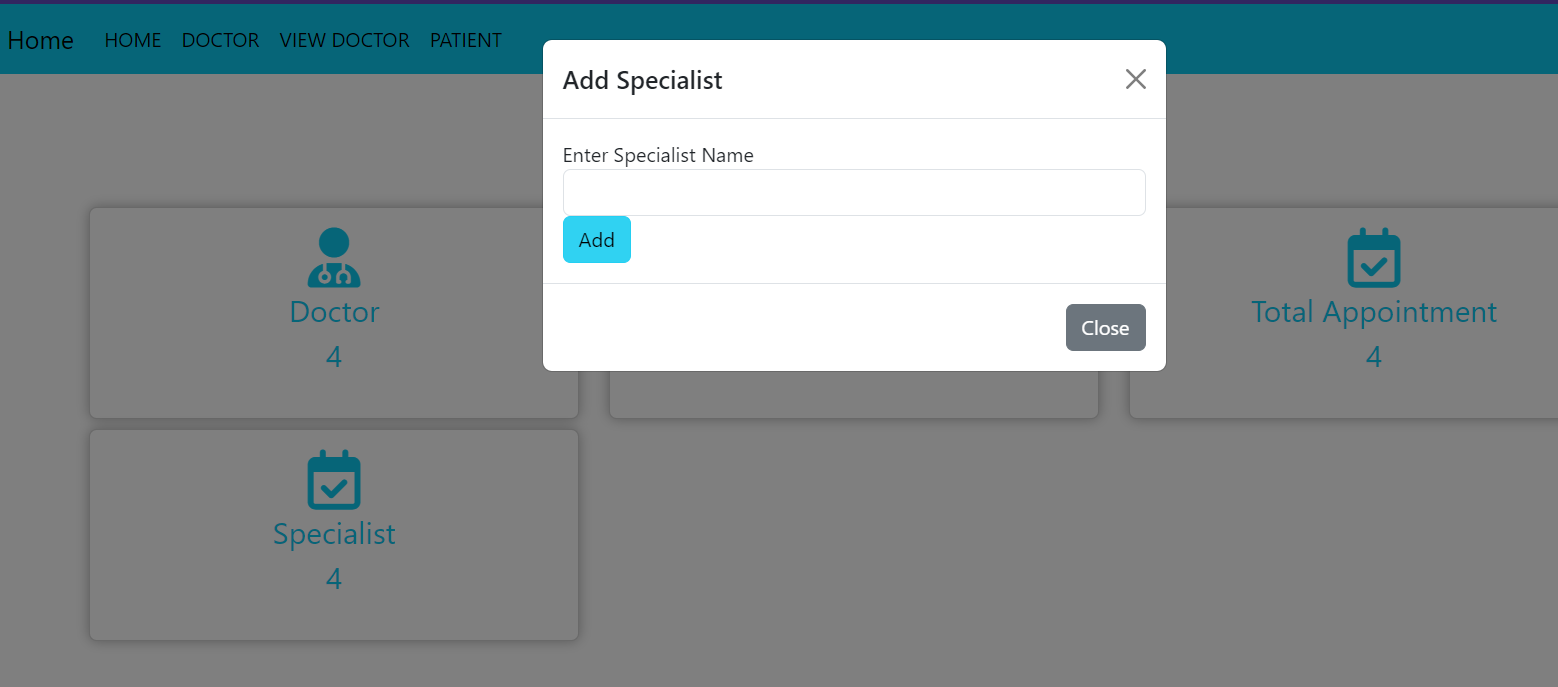 Home HOME DOCTOR VIEW DOCTOR PATIENT
Add Specialist
Enter Specialist Name
Add
Close
Doctor
4
Total Appointment
4
Specialist
4